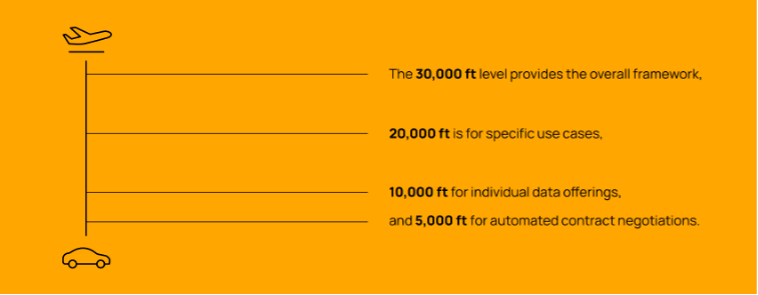 The 30,000 ft level provides the overall framework,
20,000 ft is for specific use cases,
10,000 ft for individual data offerings,
and 5,000 ft for automated contract negotiations.